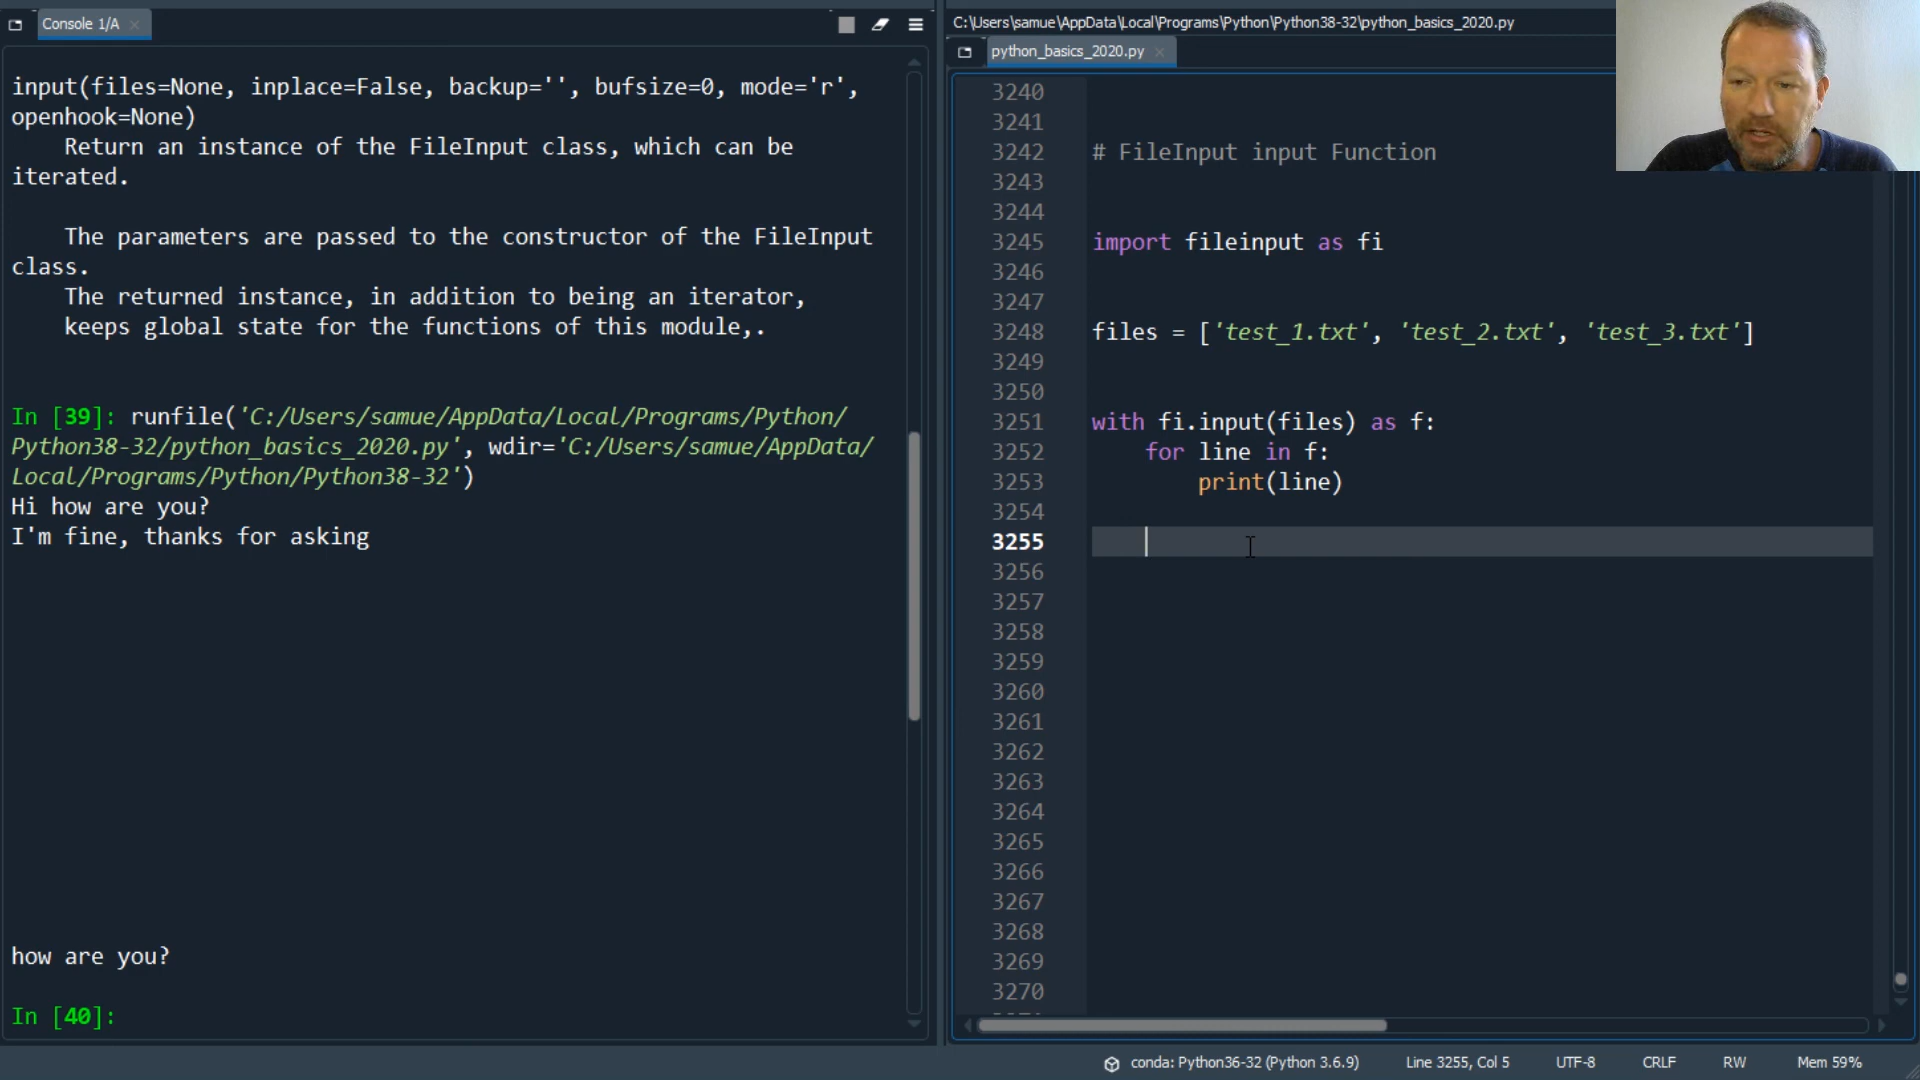 Console 1/A
input(files=None, inplace=False, backup='', bufsize=0, mode='r',
openhook=None)
    Return an instance of the FileInput class, which can be
iterated.
    The parameters are passed to the constructor of the FileInput
class.
    The returned instance, in addition to being an iterator,
    keeps global state for the functions of this module,.
In [39]: runfile('C:/Users/samue/AppData/Local/Programs/Python/
Python38-32/python_basics_2020.py', wdir='C:/Users/samue/AppData/
Local/Programs/Python/Python38-32')
Hi how are you?
I'm fine, thanks for asking
how are you?
In [40]:
C:\Users\samue\AppData\Local\Programs\Python\Python38-32\python_basics_2020.py
python_basics_2020.py
3240
3241
3242 # FileInput input Function
3243
3244
3245 import fileinput as fi
3246
3247
3248 files = ['test_1.txt', 'test_2.txt', 'test_3.txt']
3249
3250
3251 with fi.input(files) as f:
3252     for line in f:
3253         print(line)
3254
3255
3256
3257
3258
3259
3260
3261
3262
3263
3264
3265
3266
3267
3268
3269
3270
conda: Python36-32 (Python 3.6.9) Line 3255, Col 5 UTF-8 CRLF RW Mem 59%